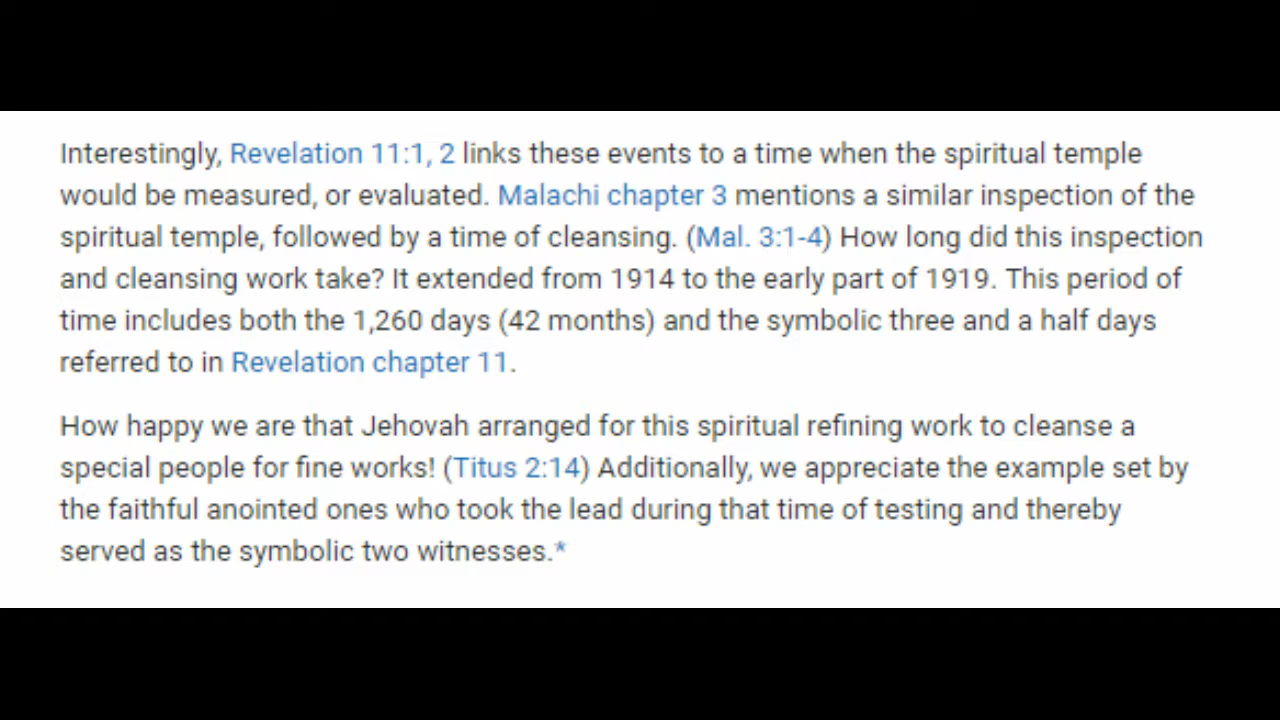 Interestingly, Revelation 11:1, 2 links these events to a time when the spiritual temple
would be measured, or evaluated. Malachi chapter 3 mentions a similar inspection of the
spiritual temple, followed by a time of cleansing. (Mal. 3:1-4) How long did this inspection
and cleansing work take? It extended from 1914 to the early part of 1919. This period of
time includes both the 1,260 days (42 months) and the symbolic three and a half days
referred to in Revelation chapter 11.
How happy we are that Jehovah arranged for this spiritual refining work to cleanse a
special people for fine works! (Titus 2:14) Additionally, we appreciate the example set by
the faithful anointed ones who took the lead during that time of testing and thereby
served as the symbolic two witnesses.*